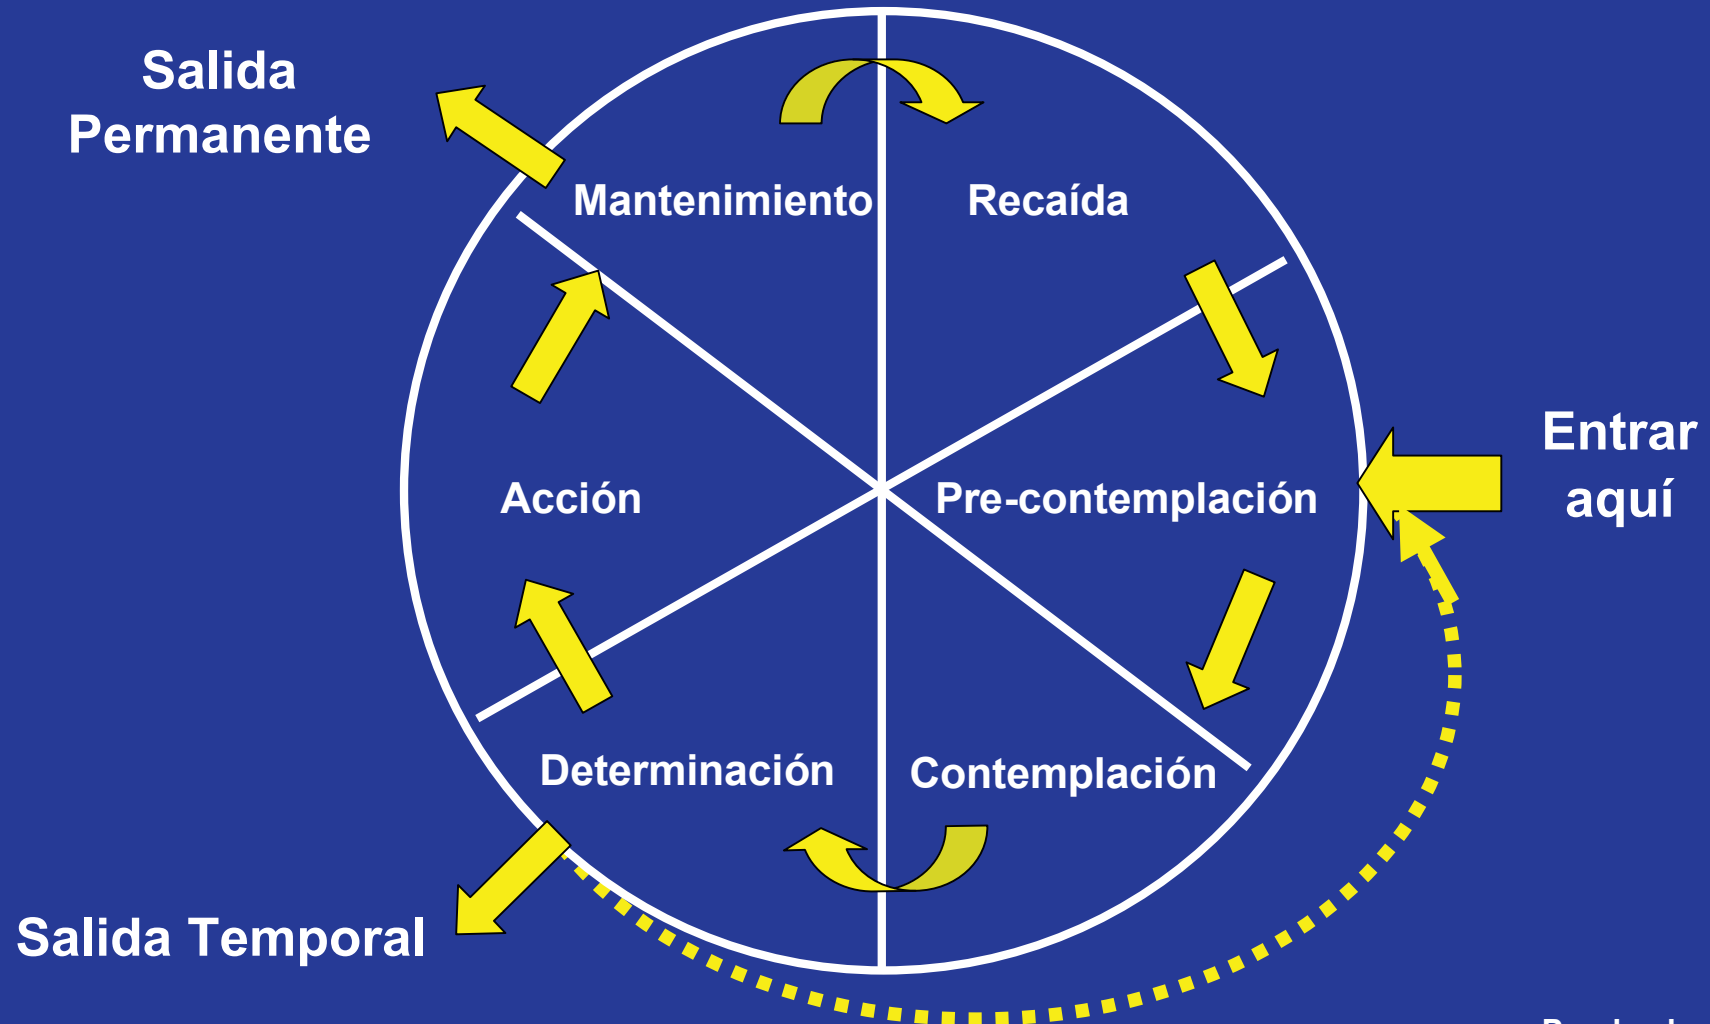 Salida
Permanente
Mantenimiento
Recaída
Entrar
aquí
Acción
Pre-contemplación
Determinación
Contemplación
Salida Temporal